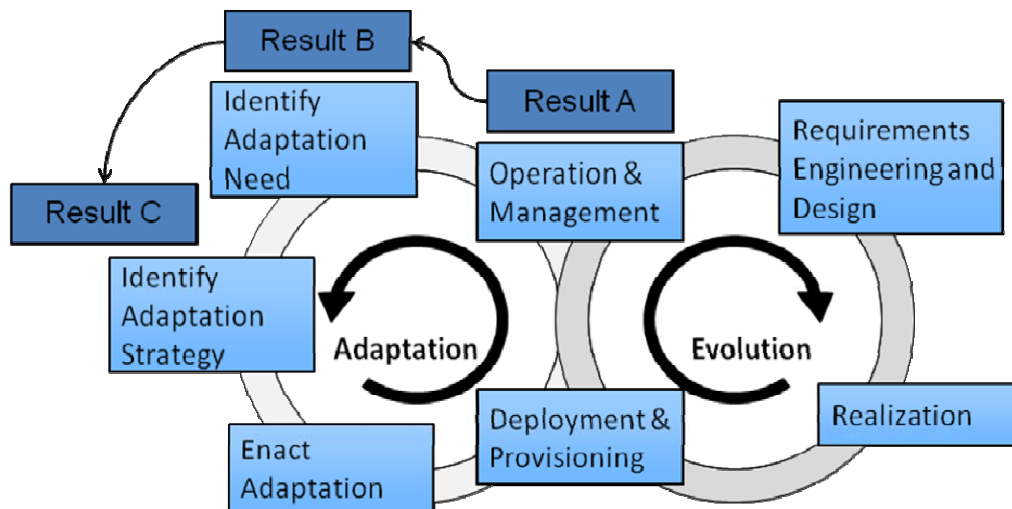 Result B
Result A
Result C
Identify
Adaptation
Need
Operation &
Management
Requirements
Engineering and
Design
Identify
Adaptation
Strategy
Adaptation
Evolution
Enact
Adaptation
Deployment &
Provisioning
Realization